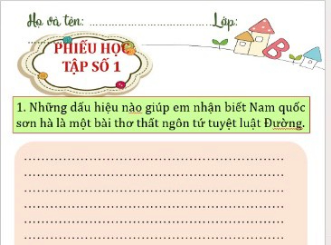 Họ và tên: ........................................Lớp:
..........
PHIẾU HỌC
TẬP SỐ 1
1. Những dấu hiệu nào giúp em nhận biết Nam quốc
sơn hà là một bài thơ thất ngôn tứ tuyệt luật Đường.